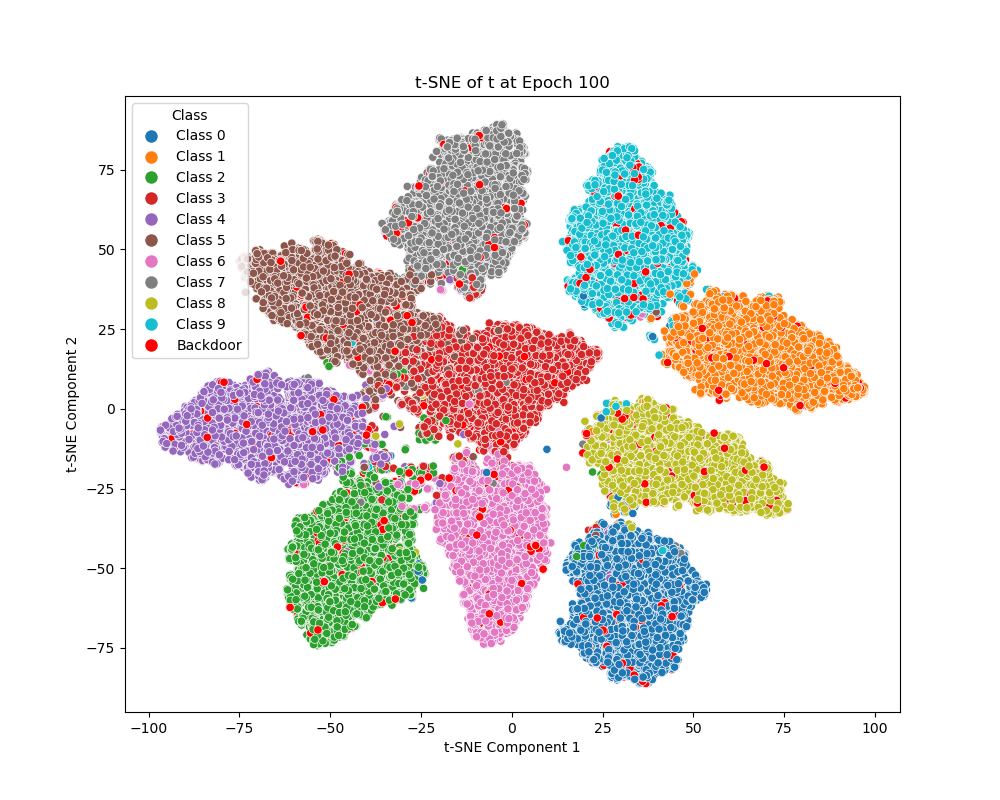 t-SNE of t at Epoch 100
Class
Class 0
Class 1
Class 2
Class 3
Class 4
Class 5
Class 6
Class 7
Class 8
Class 9
Backdoor
75
50
25
0
−25
−50
−75
t-SNE Component 2
−100 −75 −50 −25 0 25 50 75 100
t-SNE Component 1